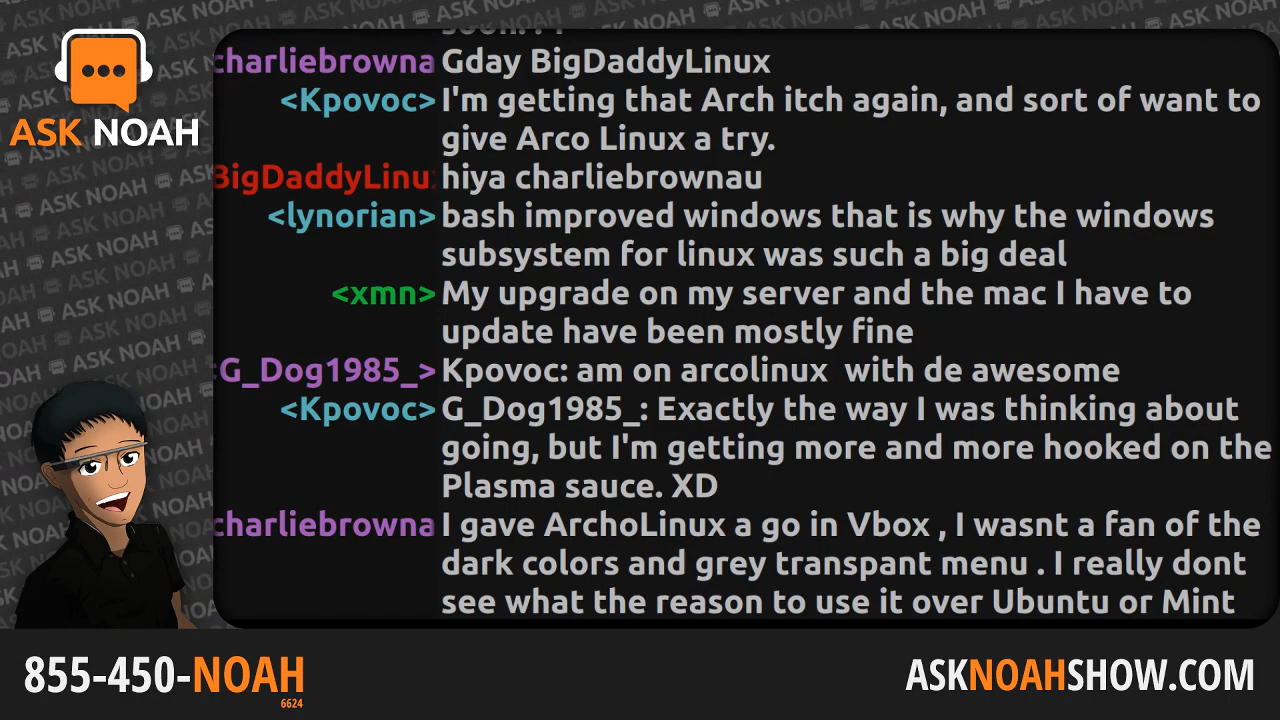 ASK NOAH
charliebrowna Gday BigDaddyLinux
<Kpovoc> I'm getting that Arch itch again, and sort of want to
give Arco Linux a try.
BigDaddyLinu hiya charliebrownau
<lynorian> bash improved windows that is why the windows
subsystem for linux was such a big deal
<xmn> My upgrade on my server and the mac I have to
update have been mostly fine
G_Dog1985_> Kpovoc: am on arcolinux  with de awesome
<Kpovoc> G_Dog1985_: Exactly the way I was thinking about
going, but I'm getting more and more hooked on the
Plasma sauce. XD
charliebrowna I gave ArchoLinux a go in Vbox , I wasnt a fan of the
dark colors and grey transpant menu . I really dont
see what the reason to use it over Ubuntu or Mint
855-450-NOAH
6624
ASKNOAHSHOW.COM